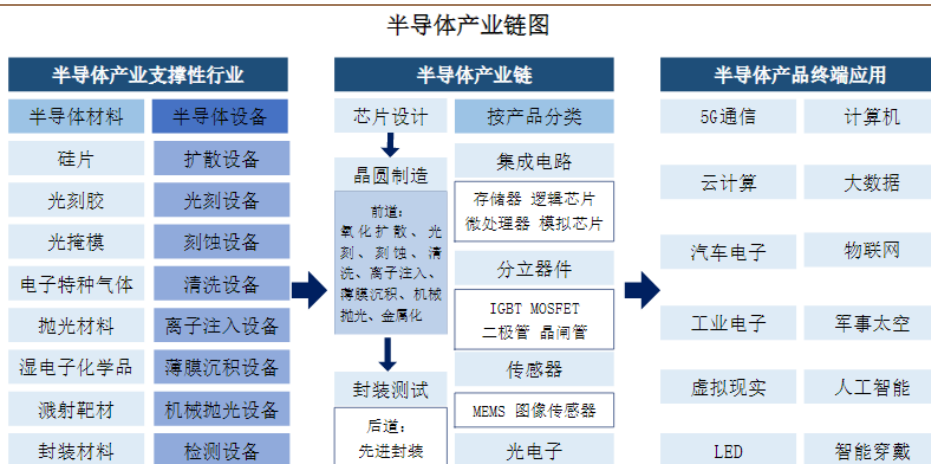 半导体产业链图
半导体产业支撑性行业
半导体材料
半导体设备
硅片
扩散设备
光刻胶
光刻设备
光掩模
刻蚀设备
电子特种气体
清洗设备
抛光材料
离子注入设备
湿电子化学品
薄膜沉积设备
溅射靶材
机械抛光设备
封装材料
检测设备
半导体产业链
芯片设计
晶圆制造
前道：
氧化扩散、光
刻、刻蚀、清
洗、离子注入、
薄膜沉积、机械
抛光、金属化
封装测试
后道：
先进封装
按产品分类
集成电路
存储器 逻辑芯片
微处理器 模拟芯片
分立器件
IGBT MOSFET
二极管 晶闸管
传感器
MEMS 图像传感器
光电子
半导体产品终端应用
5G通信
计算机
云计算
大数据
汽车电子
物联网
工业电子
军事太空
虚拟现实
人工智能
LED
智能穿戴